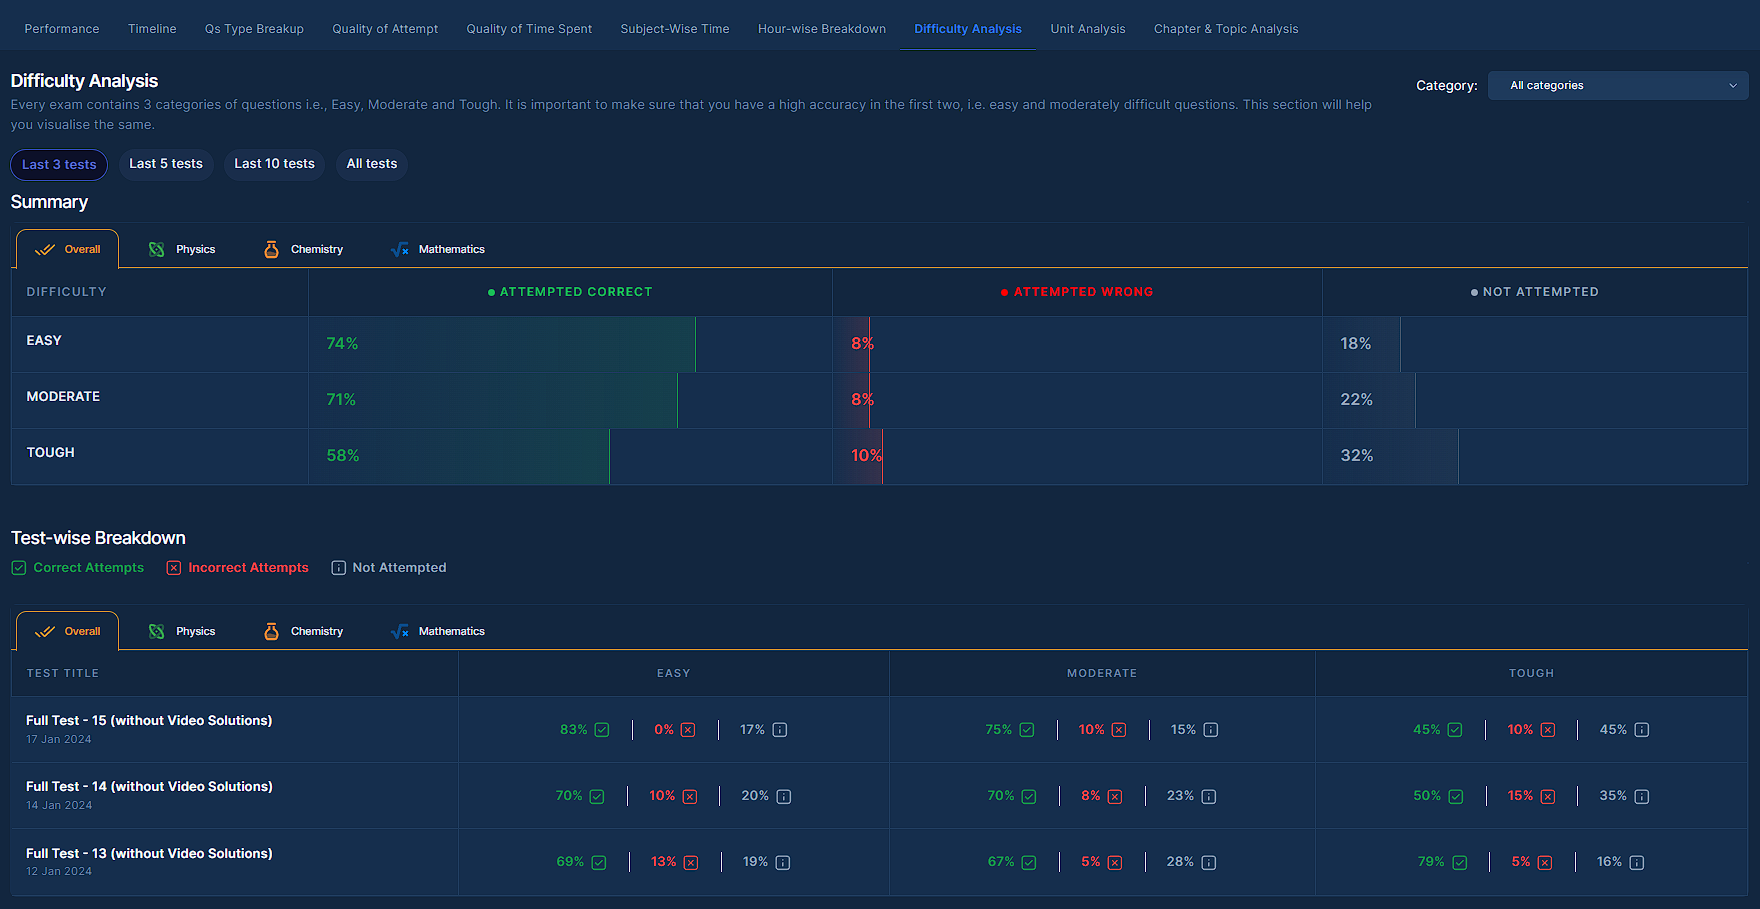 Performance Timeline Qs Type Breakup Quality of Attempt Quality of Time Spent Subject-Wise Time Hour-wise Breakdown Difficulty Analysis Unit Analysis Chapter & Topic Analysis
Difficulty Analysis
Category: All categories
Every exam contains 3 categories of questions i.e., Easy, Moderate and Tough. It is important to make sure that you have a high accuracy in the first two, i.e. easy and moderately difficult questions. This section will help
you visualise the same.
Last 3 tests Last 5 tests Last 10 tests All tests
Summary
Overall Physics Chemistry Mathematics
DIFFICULTY ATTEMPTED CORRECT ATTEMPTED WRONG NOT ATTEMPTED
EASY 74% 8% 18%
MODERATE 71% 8% 22%
TOUGH 58% 10% 32%
Test-wise Breakdown
Correct Attempts Incorrect Attempts Not Attempted
Overall Physics Chemistry Mathematics
TEST TITLE EASY MODERATE TOUGH
Full Test - 15 (without Video Solutions) 83% 0% 17% 75% 10% 15% 45% 10% 45%
17 Jan 2024
Full Test - 14 (without Video Solutions) 70% 10% 20% 70% 8% 23% 50% 15% 35%
14 Jan 2024
Full Test - 13 (without Video Solutions) 69% 13% 19% 67% 5% 28% 79% 5% 16%
12 Jan 2024